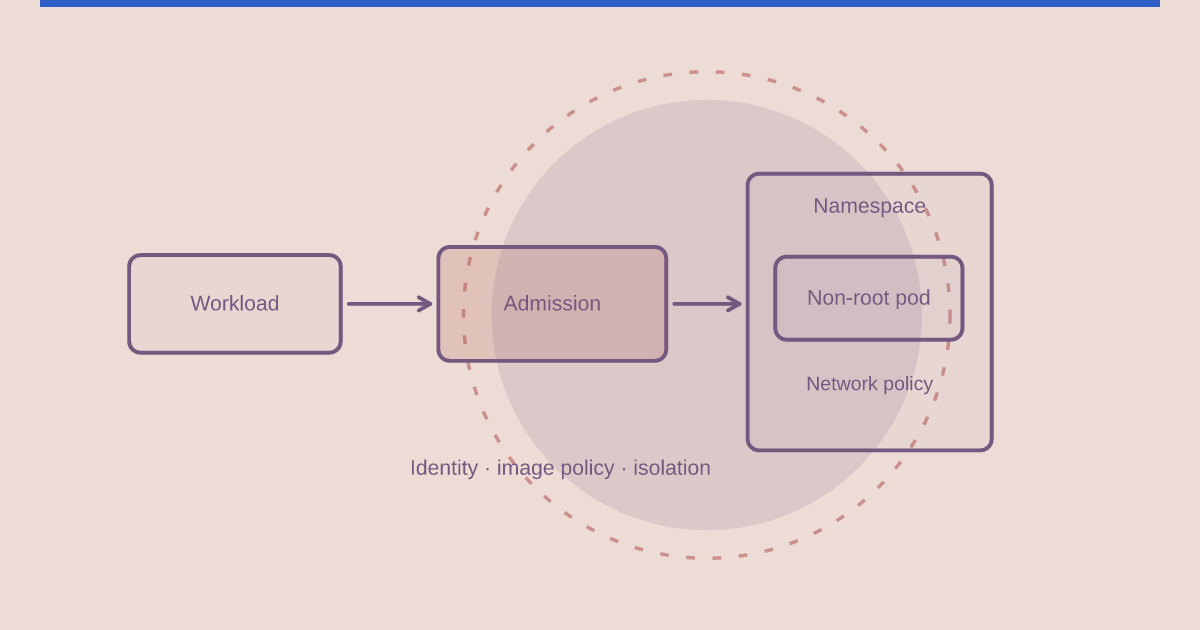 Workload
Admission
Namespace
Non-root pod
Network policy
Identity · image policy · isolation